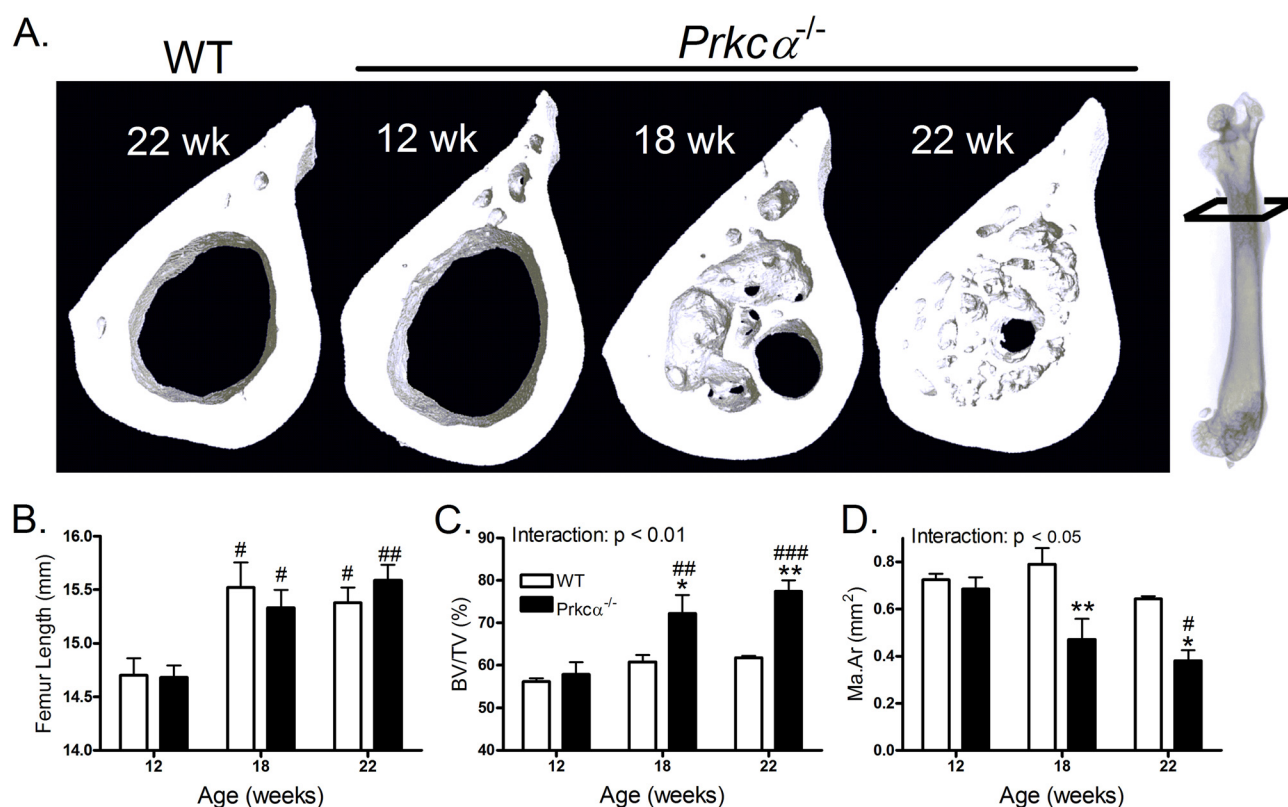 A.
WT
Prkcα-/-
22 wk
12 wk
18 wk
22 wk
B.
Femur Length (mm)
16.0
15.5
15.0
14.5
14.0
#
#
#
##
12
18
22
Age (weeks)
C.
Interaction: p < 0.01
BV/TV (%)
100
90
80
70
60
50
40
WT
Prkcα-/-
##
*
###
**
12
18
22
Age (weeks)
D.
Interaction: p < 0.05
Ma.Ar (mm²)
0.8
0.6
0.4
0.2
0.0
**
#
*
12
18
22
Age (weeks)